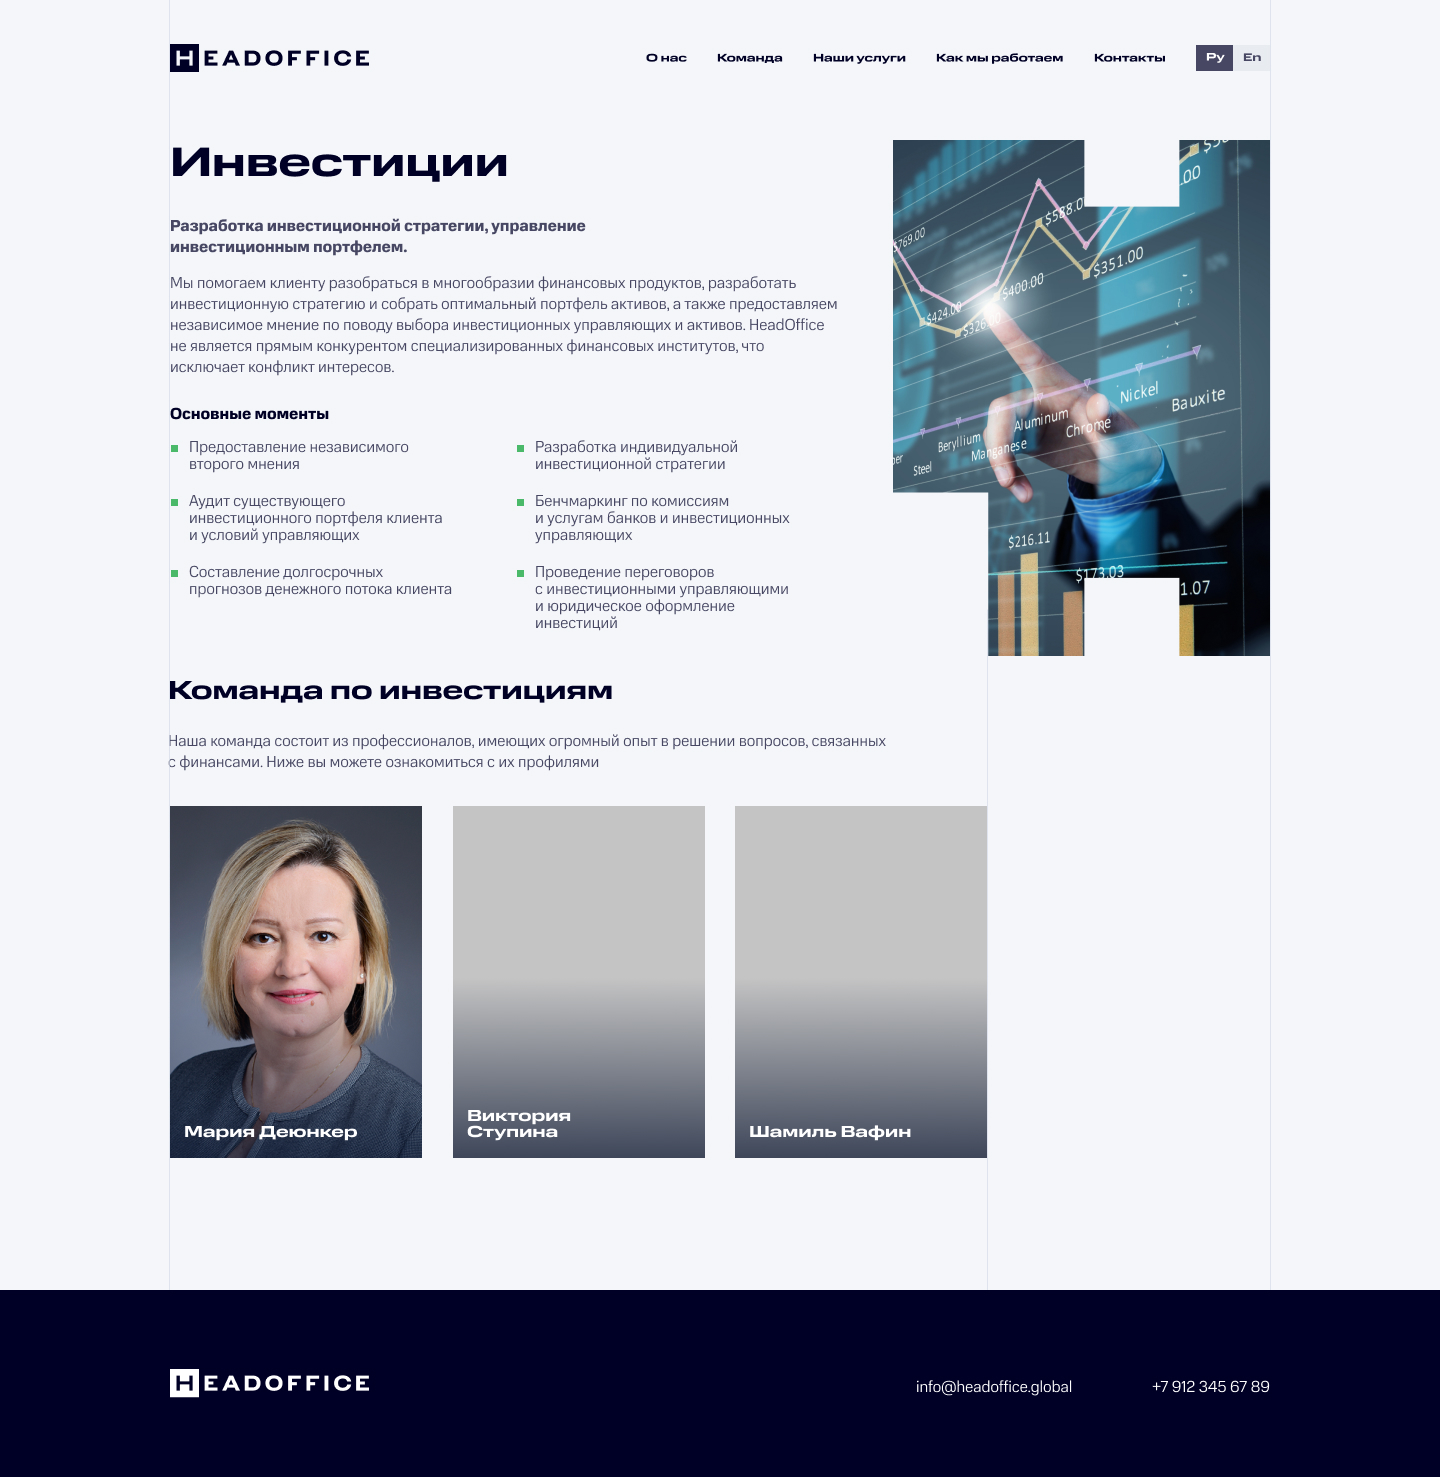 HEADOFFICE
О нас Команда Наши услуги Как мы работаем Контакты Ру En
Инвестиции
Разработка инвестиционной стратегии, управление
инвестиционным портфелем.
Мы помогаем клиенту разобраться в многообразии финансовых продуктов, разработать
инвестиционную стратегию и собрать оптимальный портфель активов, а также предоставляем
независимое мнение по поводу выбора инвестиционных управляющих и активов. HeadOffice
не является прямым конкурентом специализированных финансовых институтов, что
исключает конфликт интересов.
Основные моменты
Предоставление независимого
второго мнения
Аудит существующего
инвестиционного портфеля клиента
и условий управляющих
Составление долгосрочных
прогнозов денежного потока клиента
Разработка индивидуальной
инвестиционной стратегии
Бенчмаркинг по комиссиям
и услугам банков и инвестиционных
управляющих
Проведение переговоров
с инвестиционными управляющими
и юридическое оформление
инвестиций
$769.00
$424.00
$400.00
$351.00
Steel
Beryllium
Manganese
Aluminum
Chrome
Nickel
Bauxite
$216.11
$173.03
1.07
Команда по инвестициям
Наша команда состоит из профессионалов, имеющих огромный опыт в решении вопросов, связанных
с финансами. Ниже вы можете ознакомиться с их профилями
Мария Деюнкер
Виктория
Ступина
Шамиль Вафин
HEADOFFICE
info@headoffice.global
+7 912 345 67 89